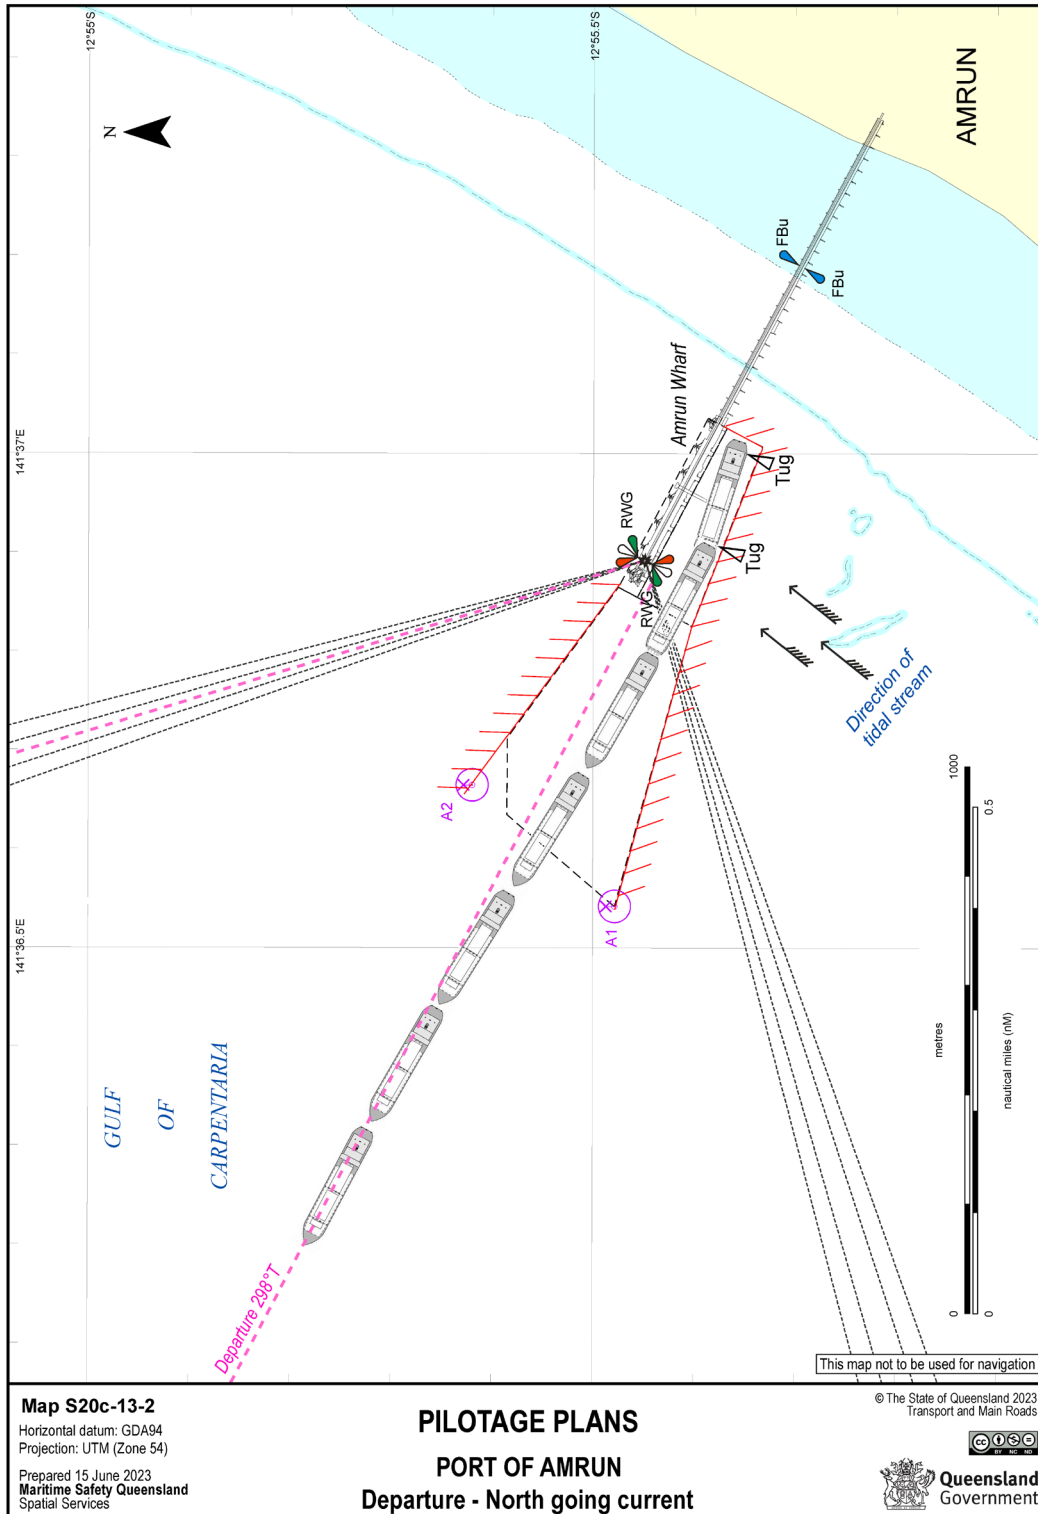 12°55'S
12°55.5'S
AMRUN
N
FBu
FBu
Amrun Wharf
141°37'E
Tug
RWG
Tug
RWG
Direction of
tidal stream
A2
1000
0.5
A1
141°36.5'E
metres
nautical miles (nM)
GULF
OF
CARPENTARIA
Departure 298°T
0
0
This map not to be used for navigation
Map S20c-13-2
Horizontal datum: GDA94
Projection: UTM (Zone 54)
Prepared 15 June 2023
Maritime Safety Queensland
Spatial Services
PILOTAGE PLANS
PORT OF AMRUN
Departure - North going current
© The State of Queensland 2023
Transport and Main Roads
CC
BY NC ND
Queensland
Government